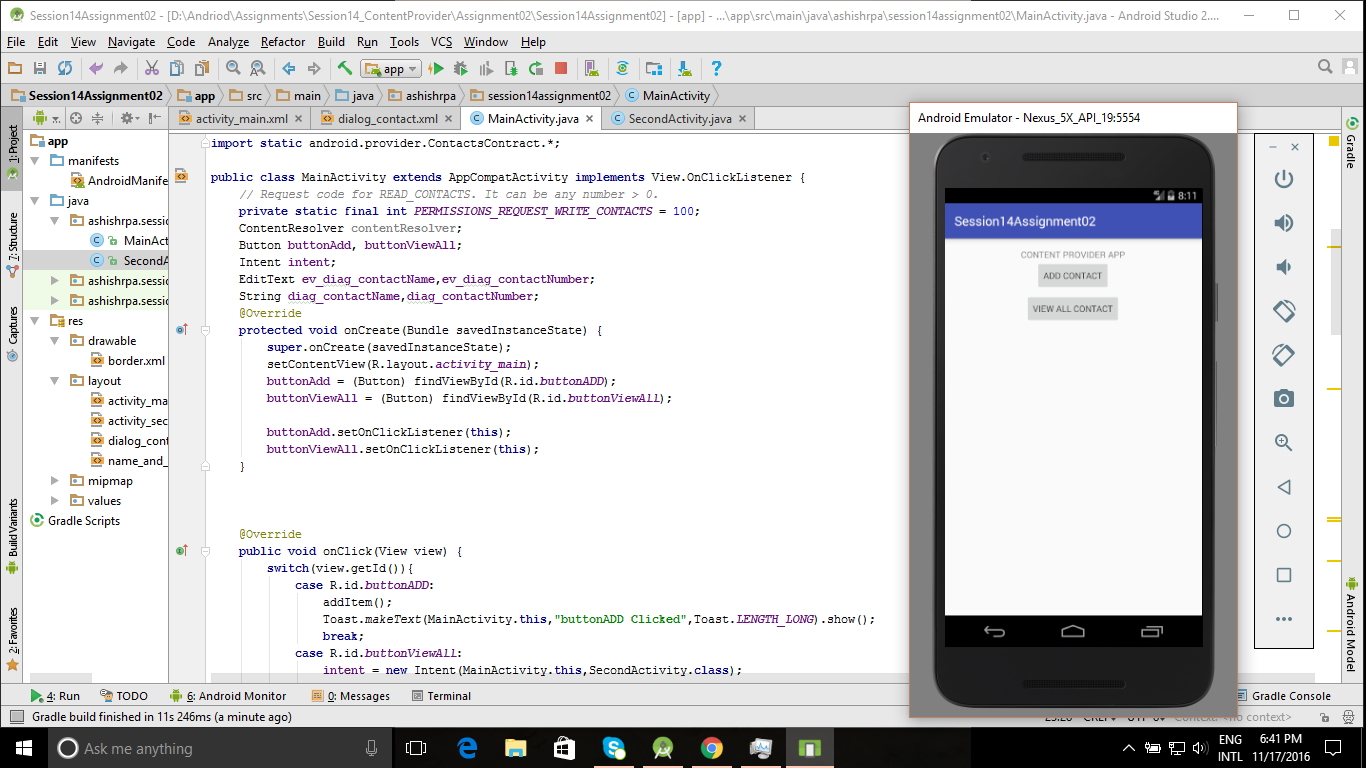 Session14Assignment02 - [D:\Andriod\Assignments\Session14_ContentProvider\Assignment02\Session14Assignment02] - [app] - ...\app\src\main\java\ashishrpa\session14assignment02\MainActivity.java - Android Studio 2....
File Edit View Navigate Code Analyze Refactor Build Run Tools VCS Window Help
app
Session14Assignment02 app src main java ashishrpa session14assignment02 MainActivity
activity_main.xml dialog_contact.xml MainActivity.java SecondActivity.java
1: Project
7: Structure
Captures
Build Variants
2: Favorites
app
manifests
AndroidManife
java
ashishrpa.sessio
MainAct
SecondA
ashishrpa.sessio
ashishrpa.sessio
res
drawable
border.xml
layout
activity_ma
activity_sec
dialog_cont
name_and_
mipmap
values
Gradle Scripts
import static android.provider.ContactsContract.*;
public class MainActivity extends AppCompatActivity implements View.OnClickListener {
// Request code for READ_CONTACTS. It can be any number > 0.
private static final int PERMISSIONS_REQUEST_WRITE_CONTACTS = 100;
ContentResolver contentResolver;
Button buttonAdd, buttonViewAll;
Intent intent;
EditText ev_diag_contactName,ev_diag_contactNumber;
String diag_contactName,diag_contactNumber;
@Override
protected void onCreate(Bundle savedInstanceState) {
super.onCreate(savedInstanceState);
setContentView(R.layout.activity_main);
buttonAdd = (Button) findViewById(R.id.buttonADD);
buttonViewAll = (Button) findViewById(R.id.buttonViewAll);
buttonAdd.setOnClickListener(this);
buttonViewAll.setOnClickListener(this);
}
@Override
public void onClick(View view) {
switch(view.getId()){
case R.id.buttonADD:
addItem();
Toast.makeText(MainActivity.this,"buttonADD Clicked",Toast.LENGTH_LONG).show();
break;
case R.id.buttonViewAll:
intent = new Intent(MainActivity.this,SecondActivity.class);
Android Emulator - Nexus_5X_API_19:5554
8:11
Session14Assignment02
CONTENT PROVIDER APP
ADD CONTACT
VIEW ALL CONTACT
Gradle
Android Model
4: Run TODO 6: Android Monitor 0: Messages Terminal Gradle Console
Gradle build finished in 11s 246ms (a minute ago)
Context: <no context>
Ask me anything
ENG
INTL
6:41 PM
11/17/2016